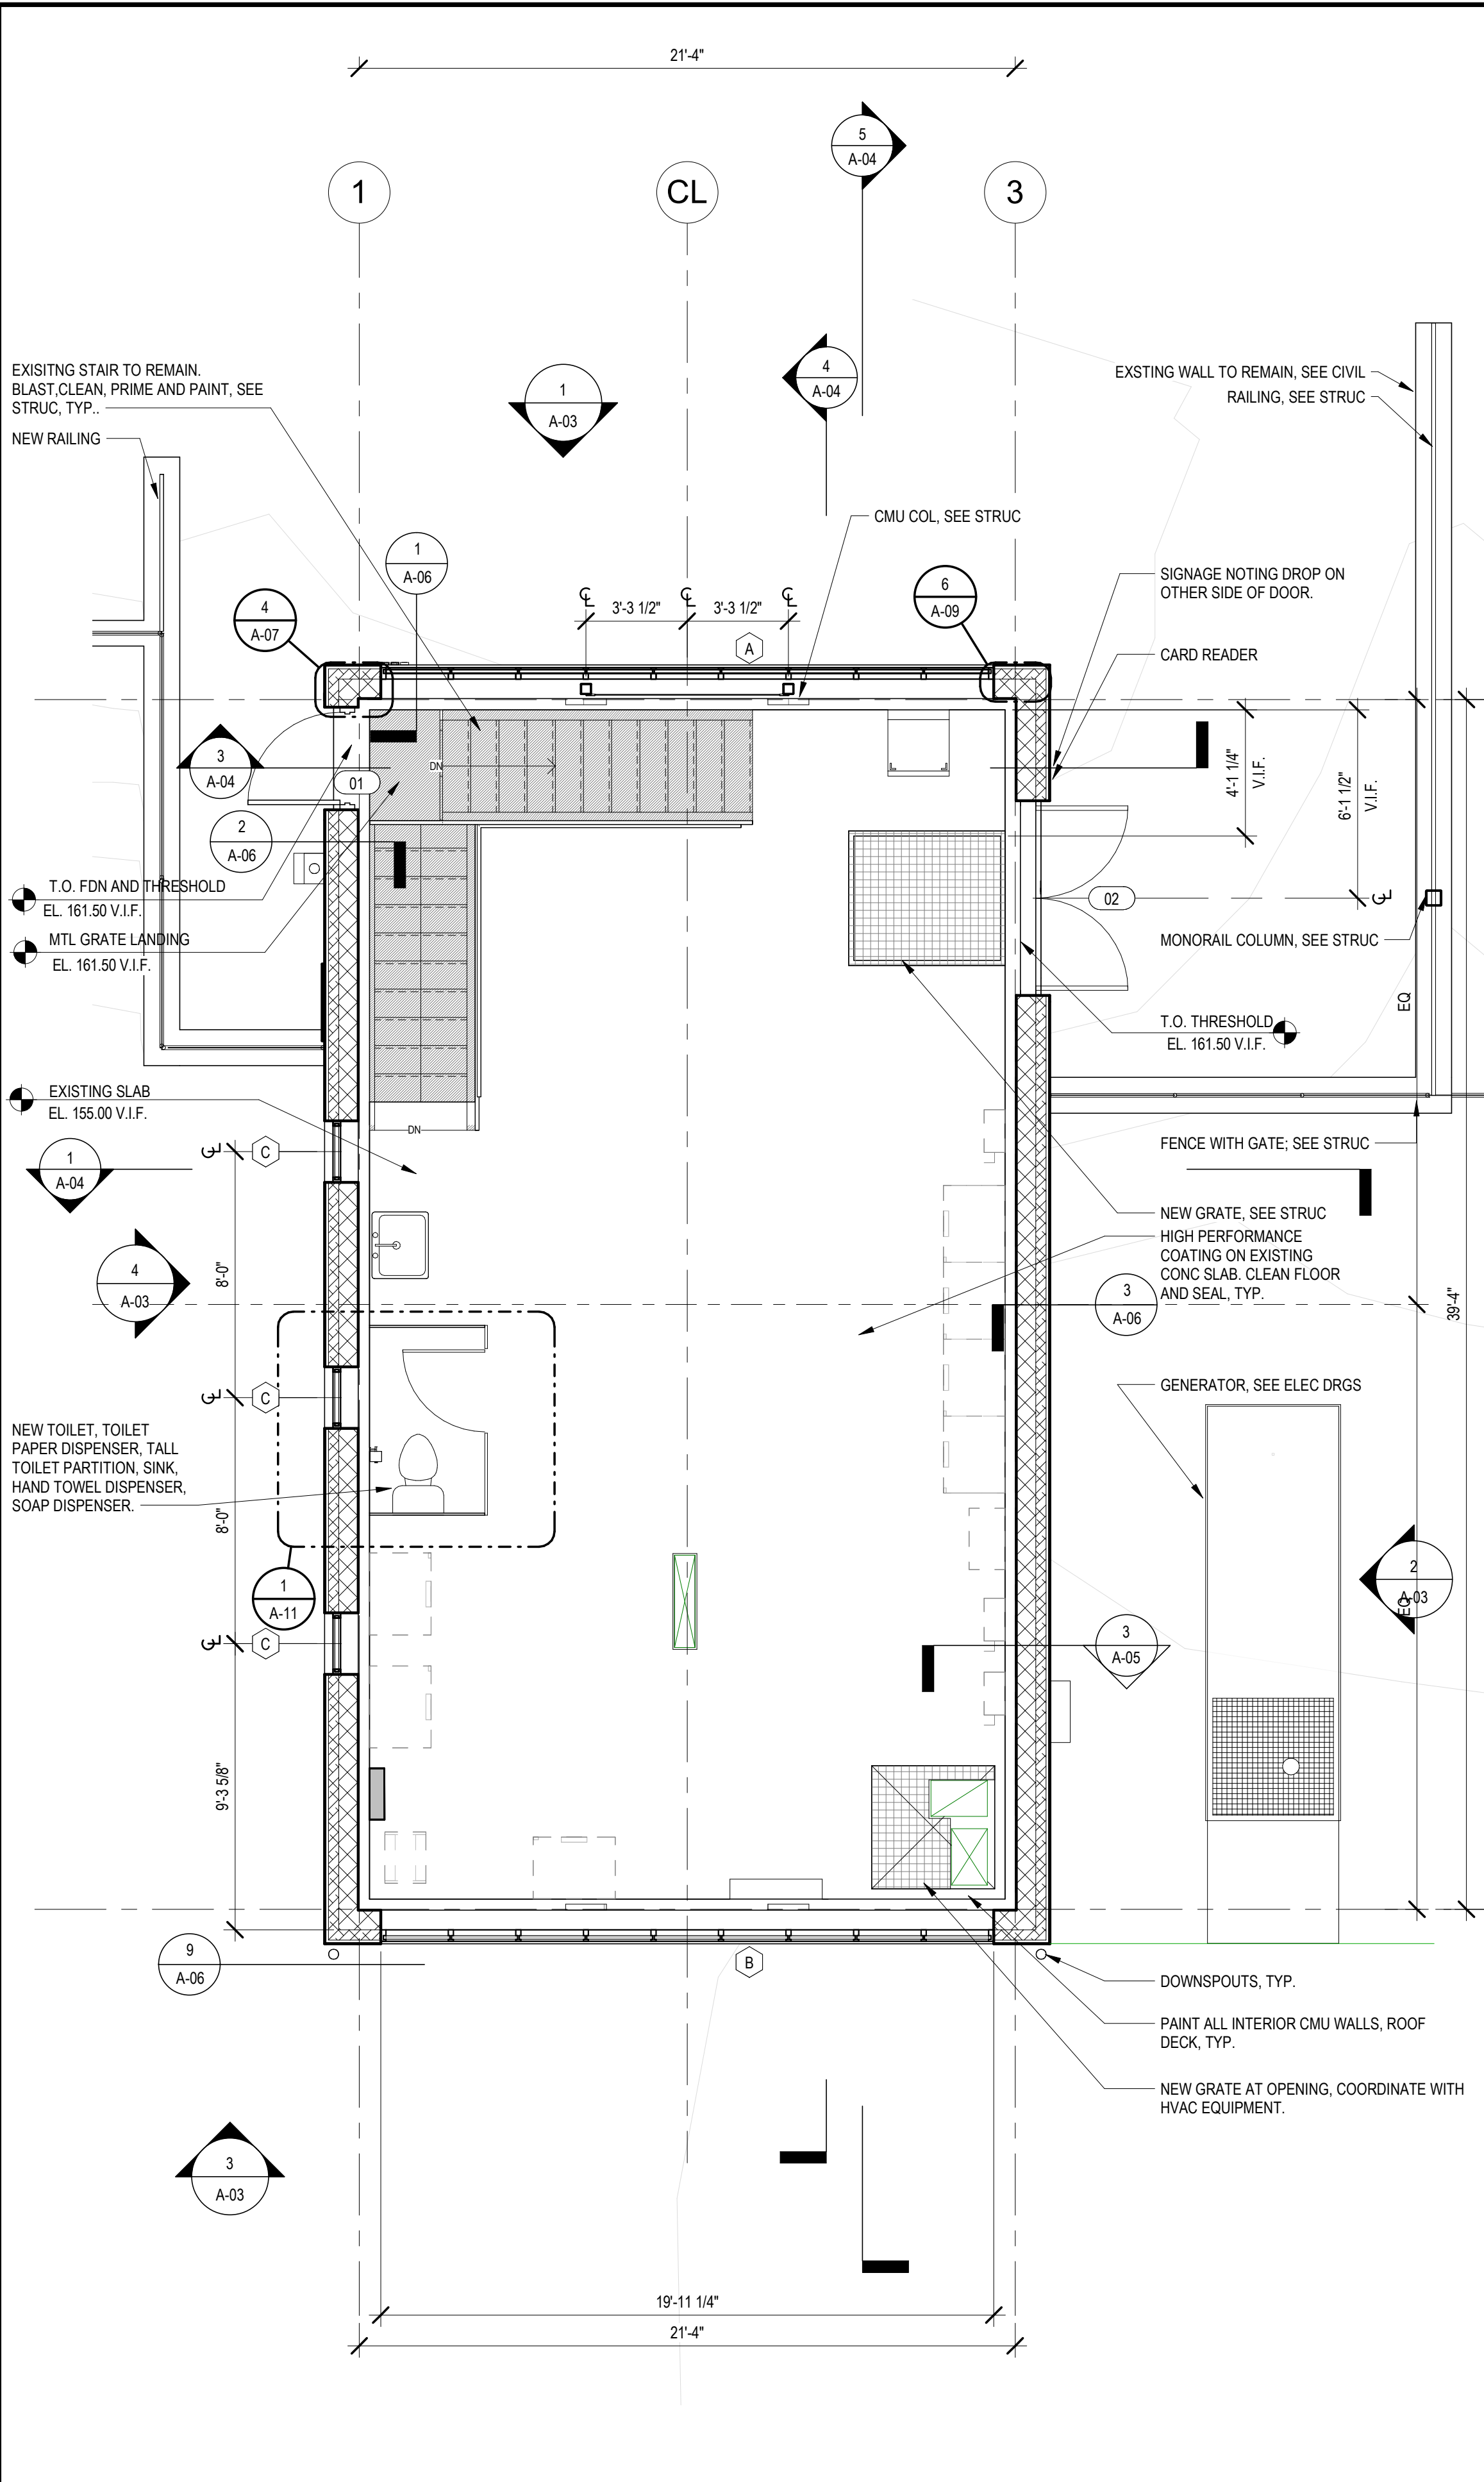 21'-4"
5
A-04
1
CL
3
4
A-04
1
A-03
EXISITNG STAIR TO REMAIN.
BLAST,CLEAN, PRIME AND PAINT, SEE
STRUC, TYP..
NEW RAILING
EXSTING WALL TO REMAIN, SEE CIVIL
RAILING, SEE STRUC
CMU COL, SEE STRUC
1
A-06
4
A-07
3'-3 1/2"
3'-3 1/2"
6
A-09
A
SIGNAGE NOTING DROP ON
OTHER SIDE OF DOOR.
CARD READER
3
A-04
01
DN
2
A-06
4'-1 1/4"
V.I.F.
6'-1 1/2"
V.I.F.
T.O. FDN AND THRESHOLD
EL. 161.50 V.I.F.
MTL GRATE LANDING
EL. 161.50 V.I.F.
02
MONORAIL COLUMN, SEE STRUC
EQ
T.O. THRESHOLD
EL. 161.50 V.I.F.
EXISTING SLAB
EL. 155.00 V.I.F.
DN
C
1
A-04
FENCE WITH GATE; SEE STRUC
NEW GRATE, SEE STRUC
HIGH PERFORMANCE
COATING ON EXISTING
CONC SLAB. CLEAN FLOOR
AND SEAL, TYP.
4
A-03
8'-0"
3
A-06
39'-4"
C
GENERATOR, SEE ELEC DRGS
NEW TOILET, TOILET
PAPER DISPENSER, TALL
TOILET PARTITION, SINK,
HAND TOWEL DISPENSER,
SOAP DISPENSER.
8'-0"
1
A-11
C
2
A-03
EQ
3
A-05
9'-3 5/8"
9
A-06
B
DOWNSPOUTS, TYP.
PAINT ALL INTERIOR CMU WALLS, ROOF
DECK, TYP.
NEW GRATE AT OPENING, COORDINATE WITH
HVAC EQUIPMENT.
3
A-03
19'-11 1/4"
21'-4"